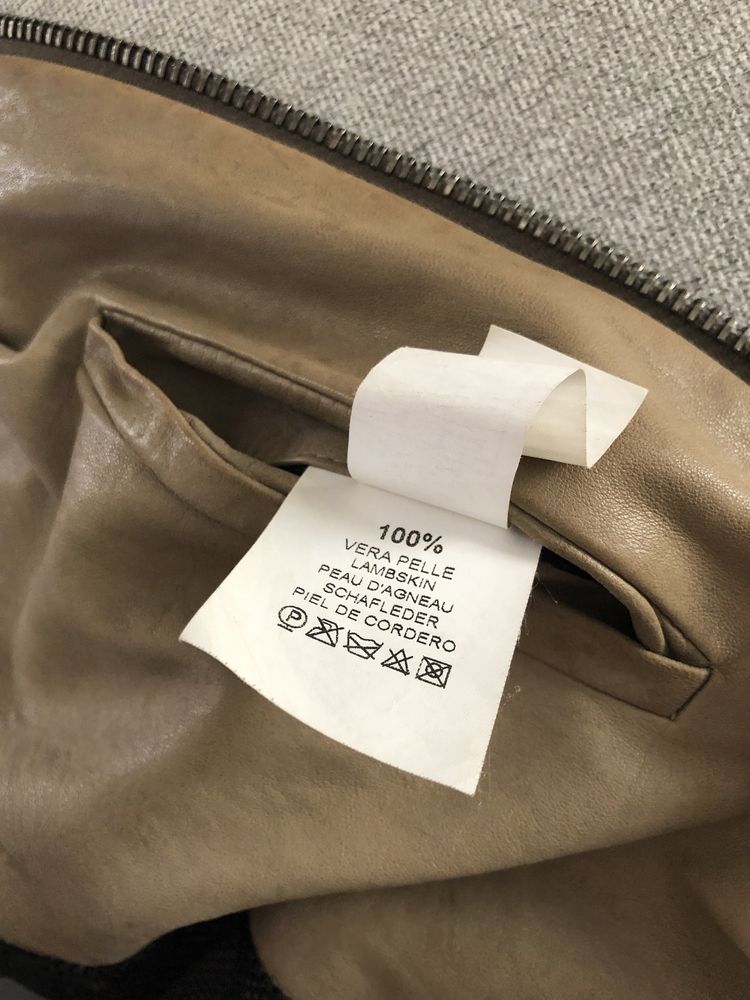 100%
VERA PELLE
LAMBSKIN
PEAU D'AGNEAU
SCHAFLEDER
PIEL DE CORDERO
P